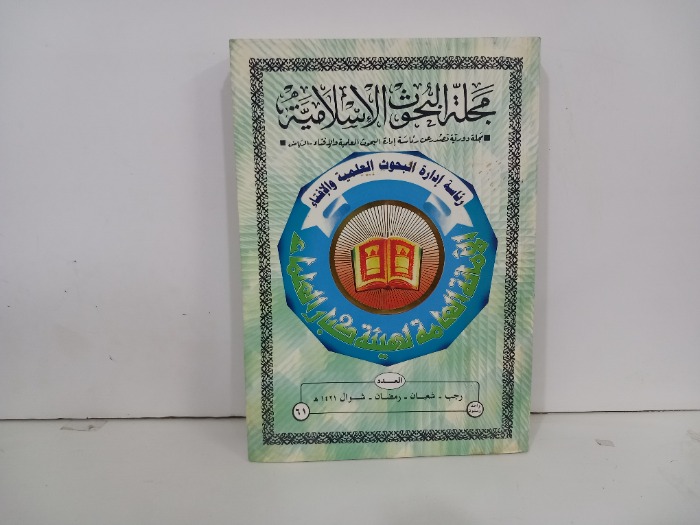 مجلة البحوث الإسلامية
مجلة دورية تصدر عن رئاسة إدارة البحوث العلمية والإفتاء - الرياض
رئاسة إدارة البحوث العلمية والإفتاء
الأمانة العامة لهيئة كبار العلماء
العدد
رجب - شعبان - رمضان - شوال ١٤٢١ هـ
٦١